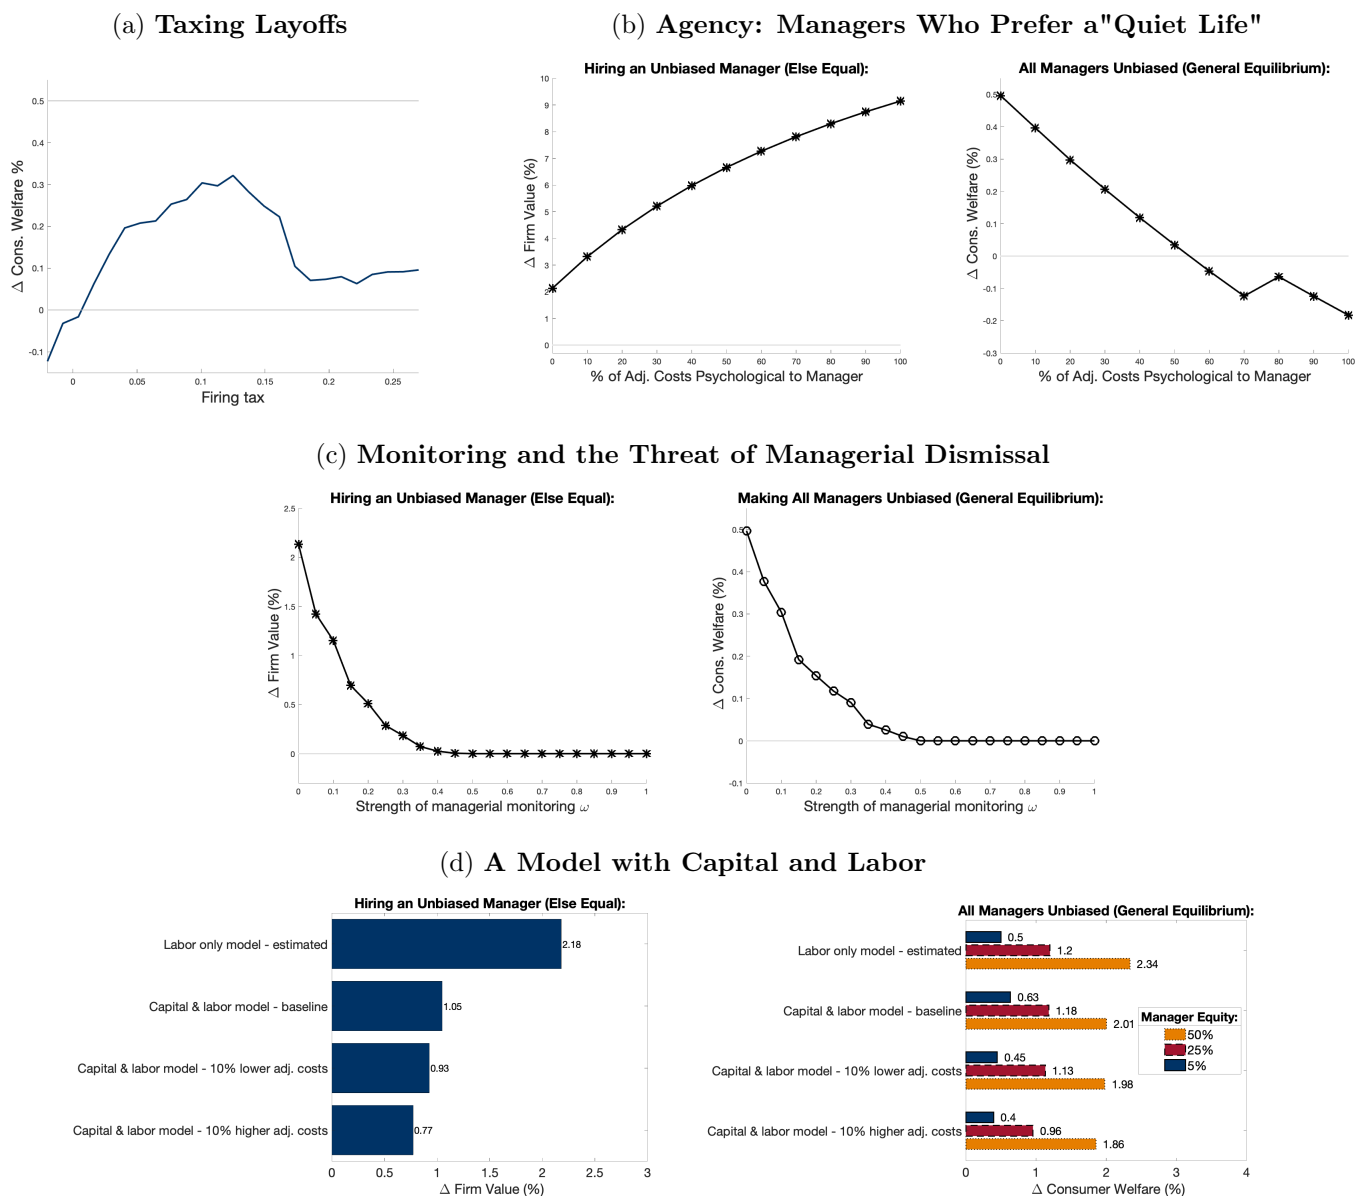 (a) Taxing Layoffs
Δ Cons. Welfare %
0.5
0.4
0.3
0.2
0.1
0
-0.1
0 0.05 0.1 0.15 0.2 0.25
Firing tax
(b) Agency: Managers Who Prefer a"Quiet Life"
Hiring an Unbiased Manager (Else Equal):
Δ Firm Value (%)
10
9
8
7
6
5
4
3
2
1
0
0 10 20 30 40 50 60 70 80 90 100
% of Adj. Costs Psychological to Manager
All Managers Unbiased (General Equilibrium):
Δ Cons. Welfare (%)
0.5
0.4
0.3
0.2
0.1
0
-0.1
-0.2
-0.3
0 10 20 30 40 50 60 70 80 90 100
% of Adj. Costs Psychological to Manager
(c) Monitoring and the Threat of Managerial Dismissal
Hiring an Unbiased Manager (Else Equal):
Δ Firm Value (%)
2.5
2
1.5
1
0.5
0
0 0.1 0.2 0.3 0.4 0.5 0.6 0.7 0.8 0.9 1
Strength of managerial monitoring ω
Making All Managers Unbiased (General Equilibrium):
Δ Cons. Welfare (%)
0.5
0.4
0.3
0.2
0.1
0
-0.1
0 0.1 0.2 0.3 0.4 0.5 0.6 0.7 0.8 0.9 1
Strength of managerial monitoring ω
(d) A Model with Capital and Labor
Hiring an Unbiased Manager (Else Equal):
Labor only model - estimated 2.18
Capital & labor model - baseline 1.05
Capital & labor model - 10% lower adj. costs 0.93
Capital & labor model - 10% higher adj. costs 0.77
0 0.5 1 1.5 2 2.5 3
Δ Firm Value (%)
All Managers Unbiased (General Equilibrium):
0.5
Labor only model - estimated 1.2
2.34
0.63
Capital & labor model - baseline 1.18
2.01
0.45
Capital & labor model - 10% lower adj. costs 1.13
1.98
0.4
Capital & labor model - 10% higher adj. costs 0.96
1.86
Manager Equity:
50%
25%
5%
0 1 2 3 4
Δ Consumer Welfare (%)